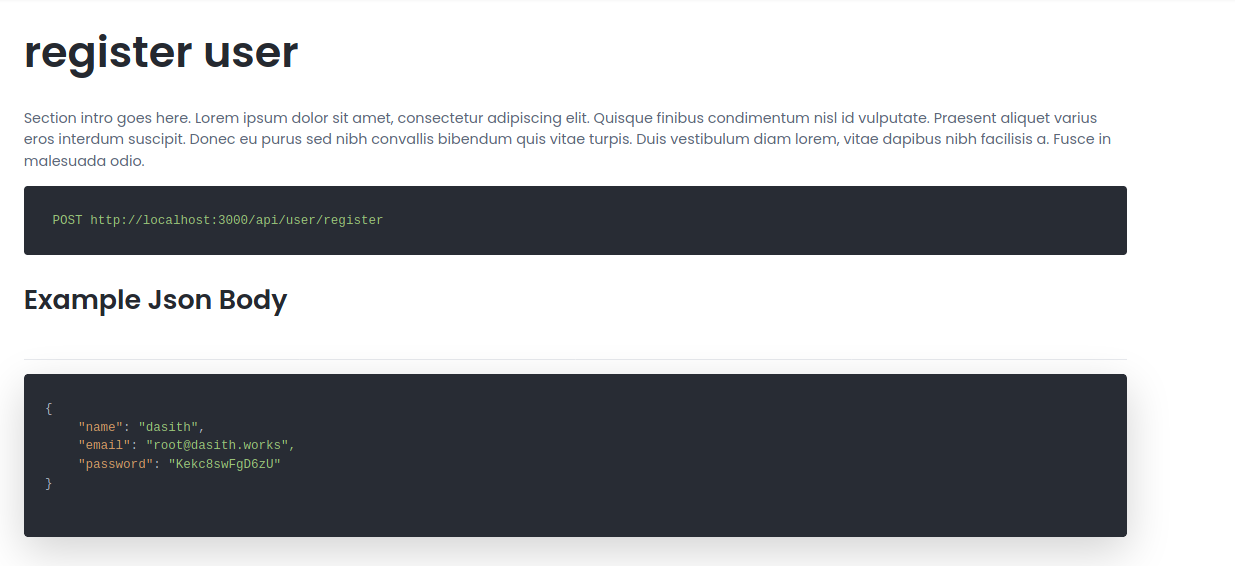 register user
Section intro goes here. Lorem ipsum dolor sit amet, consectetur adipiscing elit. Quisque finibus condimentum nisl id vulputate. Praesent aliquet varius
eros interdum suscipit. Donec eu purus sed nibh convallis bibendum quis vitae turpis. Duis vestibulum diam lorem, vitae dapibus nibh facilisis a. Fusce in
malesuada odio.
POST http://localhost:3000/api/user/register
Example Json Body
{
"name": "dasith",
"email": "root@dasith.works",
"password": "Kekc8swFgD6zU"
}